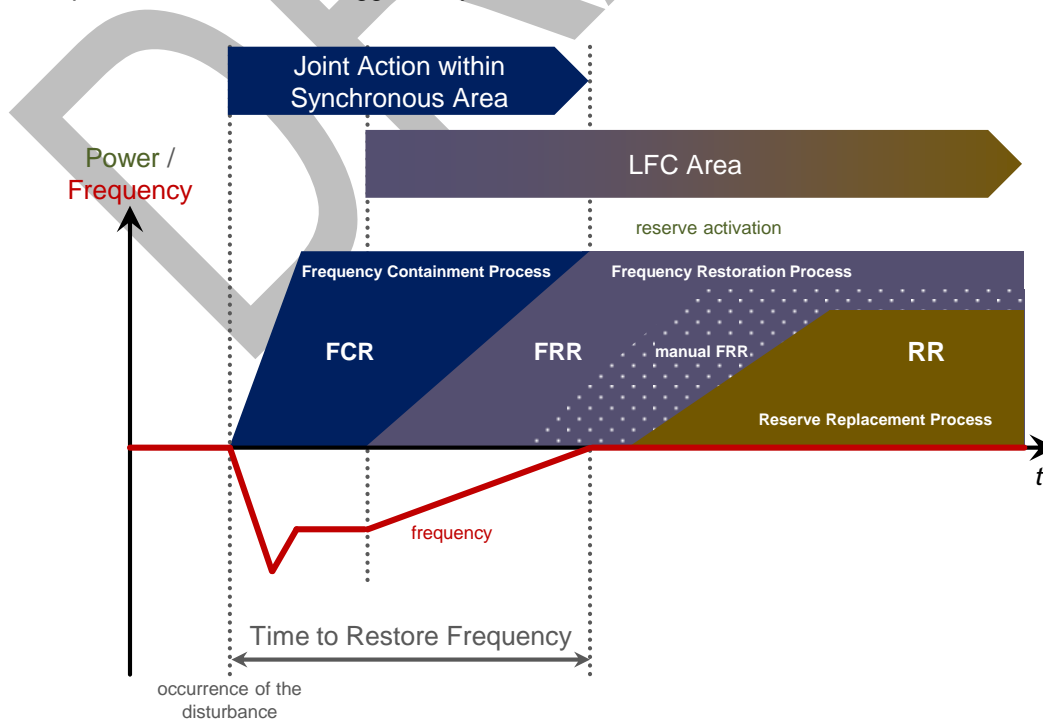 Joint Action within
Synchronous Area
LFC Area
Power /
Frequency
reserve activation
Frequency Containment Process
Frequency Restoration Process
FCR
FRR
manual FRR
RR
Reserve Replacement Process
t
frequency
Time to Restore Frequency
occurrence of the
disturbance